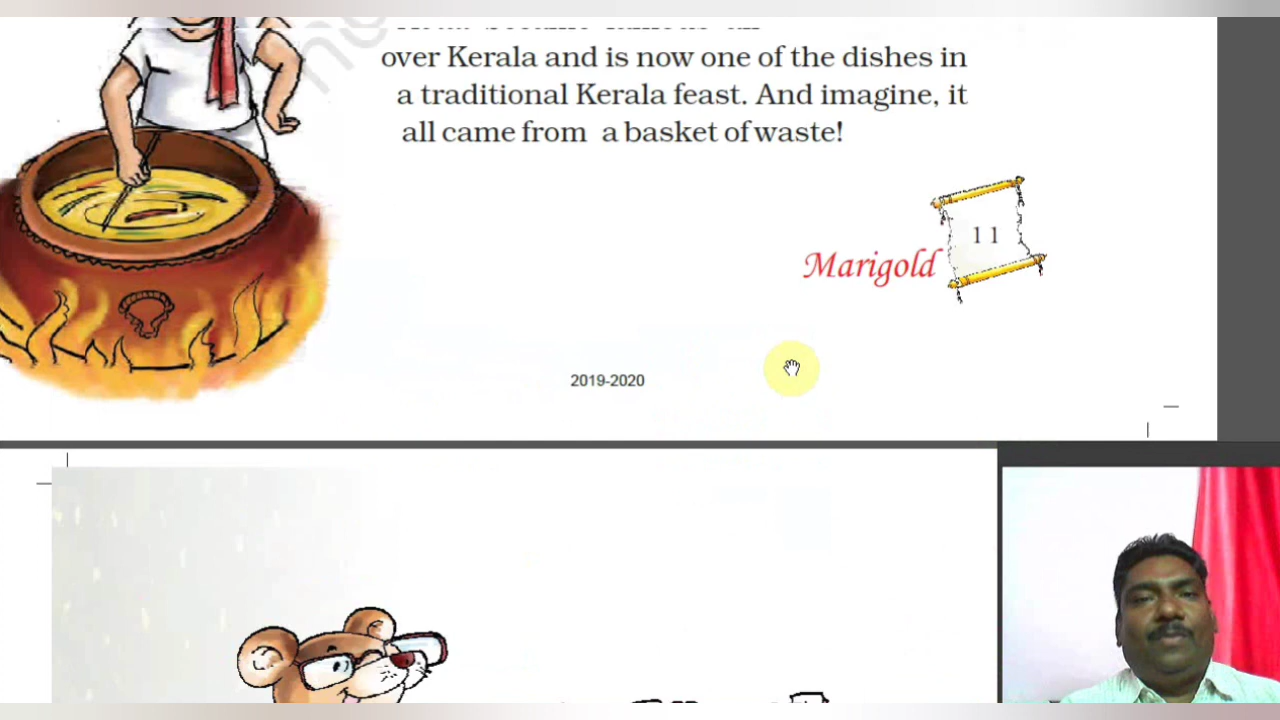 over Kerala and is now one of the dishes in
a traditional Kerala feast. And imagine, it
all came from a basket of waste!
11
Marigold
2019-2020